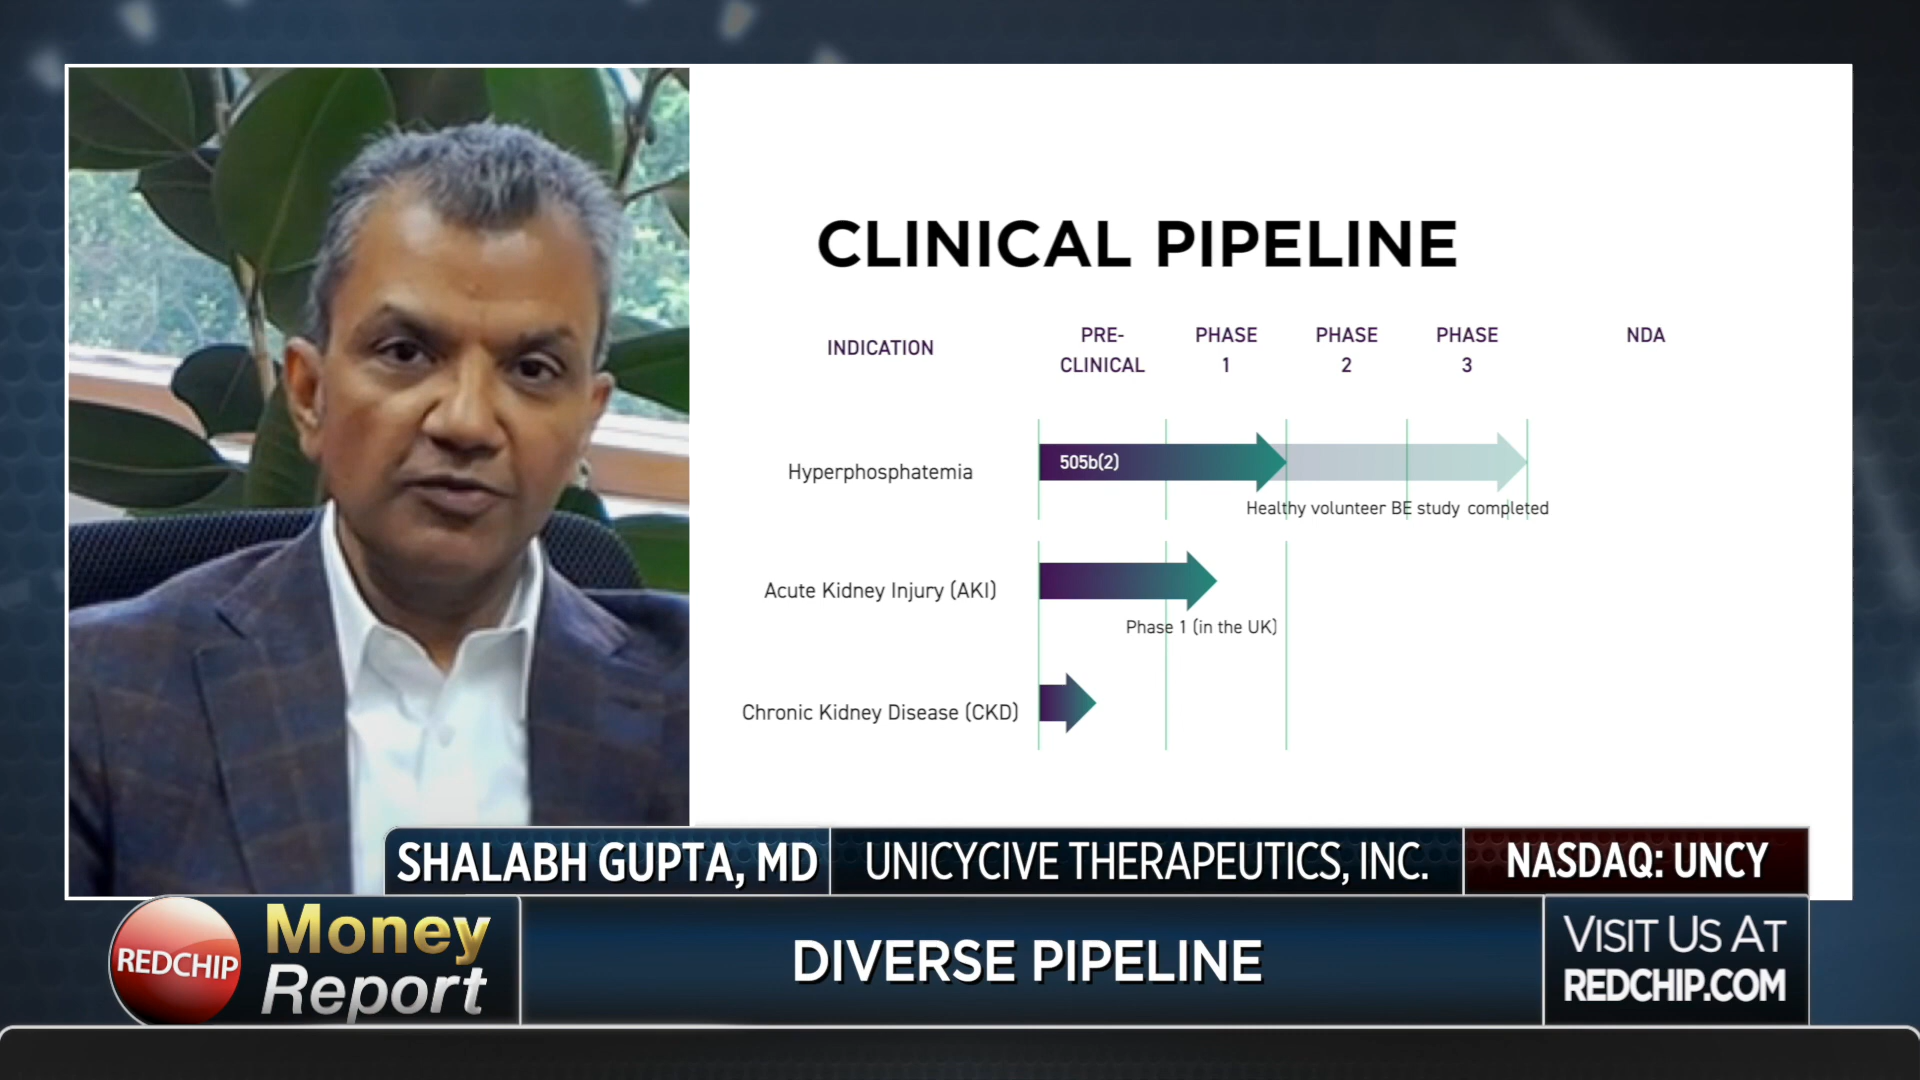 CLINICAL PIPELINE
INDICATION
PRE-
CLINICAL
PHASE
1
PHASE
2
PHASE
3
NDA
Hyperphosphatemia
505b(2)
Healthy volunteer BE study completed
Acute Kidney Injury (AKI)
Phase 1 (in the UK)
Chronic Kidney Disease (CKD)
SHALABH GUPTA, MD
UNICYCIVE THERAPEUTICS, INC.
NASDAQ: UNCY
REDCHIP
Money
Report
DIVERSE PIPELINE
VISIT US AT
REDCHIP.COM